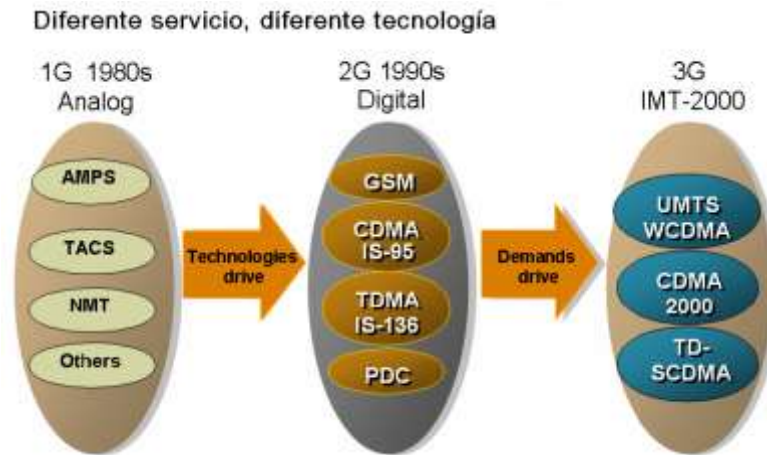 Diferente servicio, diferente tecnología
1G 1980s
Analog
AMPS
TACS
NMT
Others
Technologies
drive
2G 1990s
Digital
GSM
CDMA
IS-95
TDMA
IS-136
PDC
Demands
drive
3G
IMT-2000
UMTS
WCDMA
CDMA
2000
TD-
SCDMA